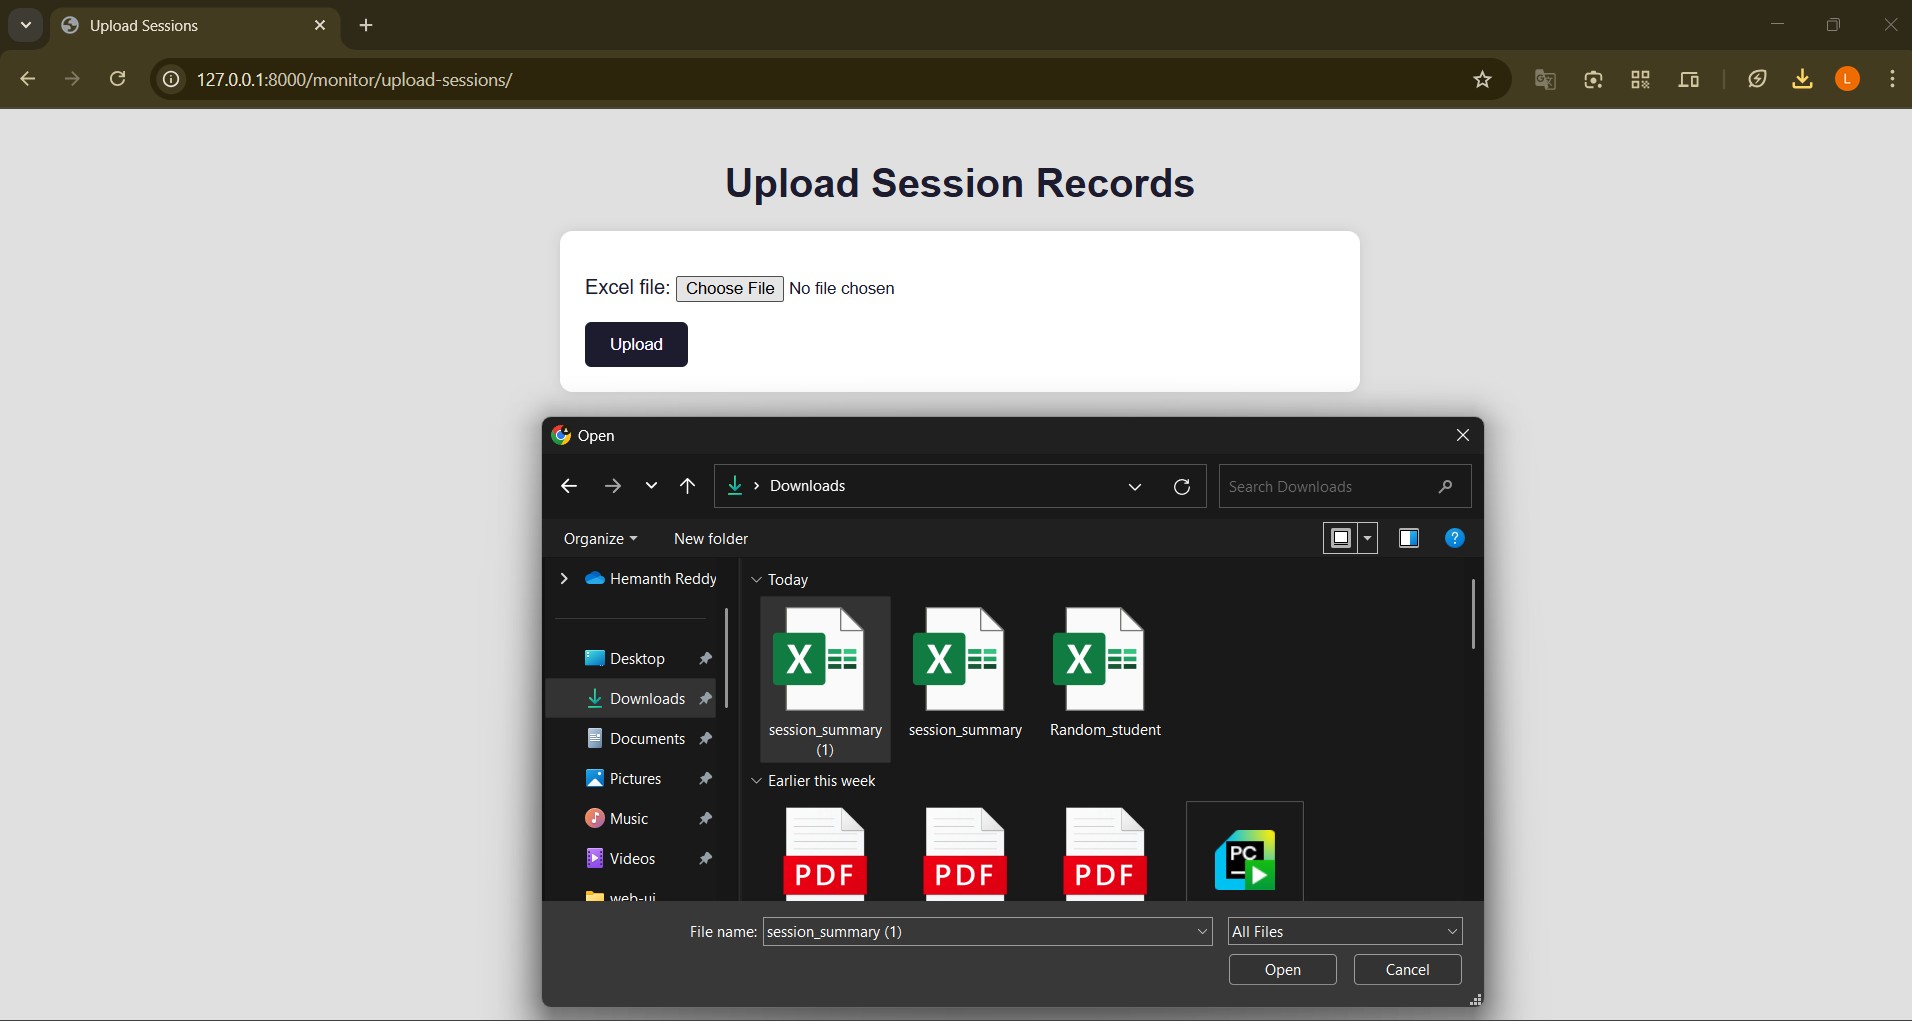 Upload Sessions
127.0.0.1:8000/monitor/upload-sessions/
L
Upload Session Records
Excel file: Choose File No file chosen
Upload
Open
Downloads
Search Downloads
Organize
New folder
?
Hemanth Reddy
Desktop
Downloads
Documents
Pictures
Music
Videos
web-ui
Today
X
session_summary
(1)
X
session_summary
X
Random_student
Earlier this week
PDF
PDF
PDF
PC
File name: session_summary (1)
All Files
Open
Cancel